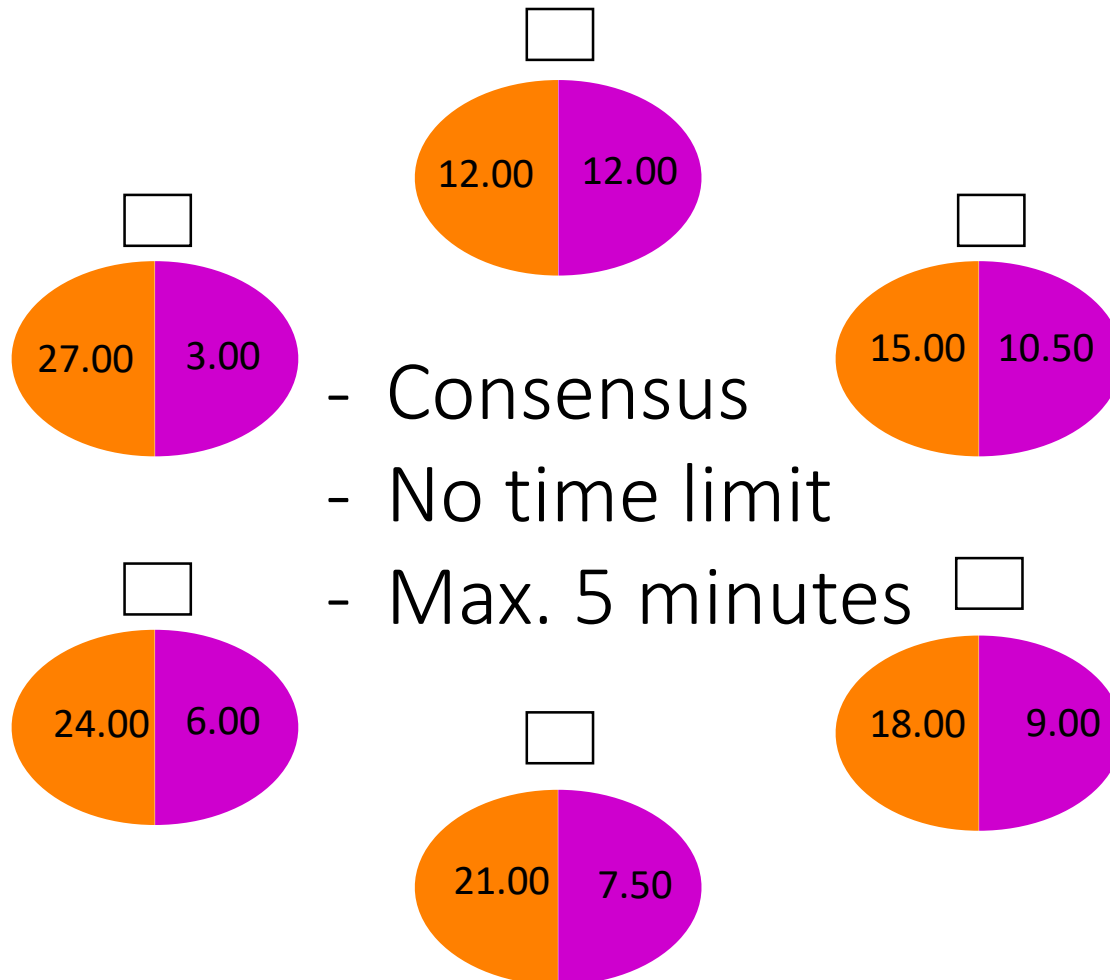 12.00 12.00
27.00 3.00
15.00 10.50
- Consensus
- No time limit
- Max. 5 minutes
24.00 6.00
18.00 9.00
21.00 7.50